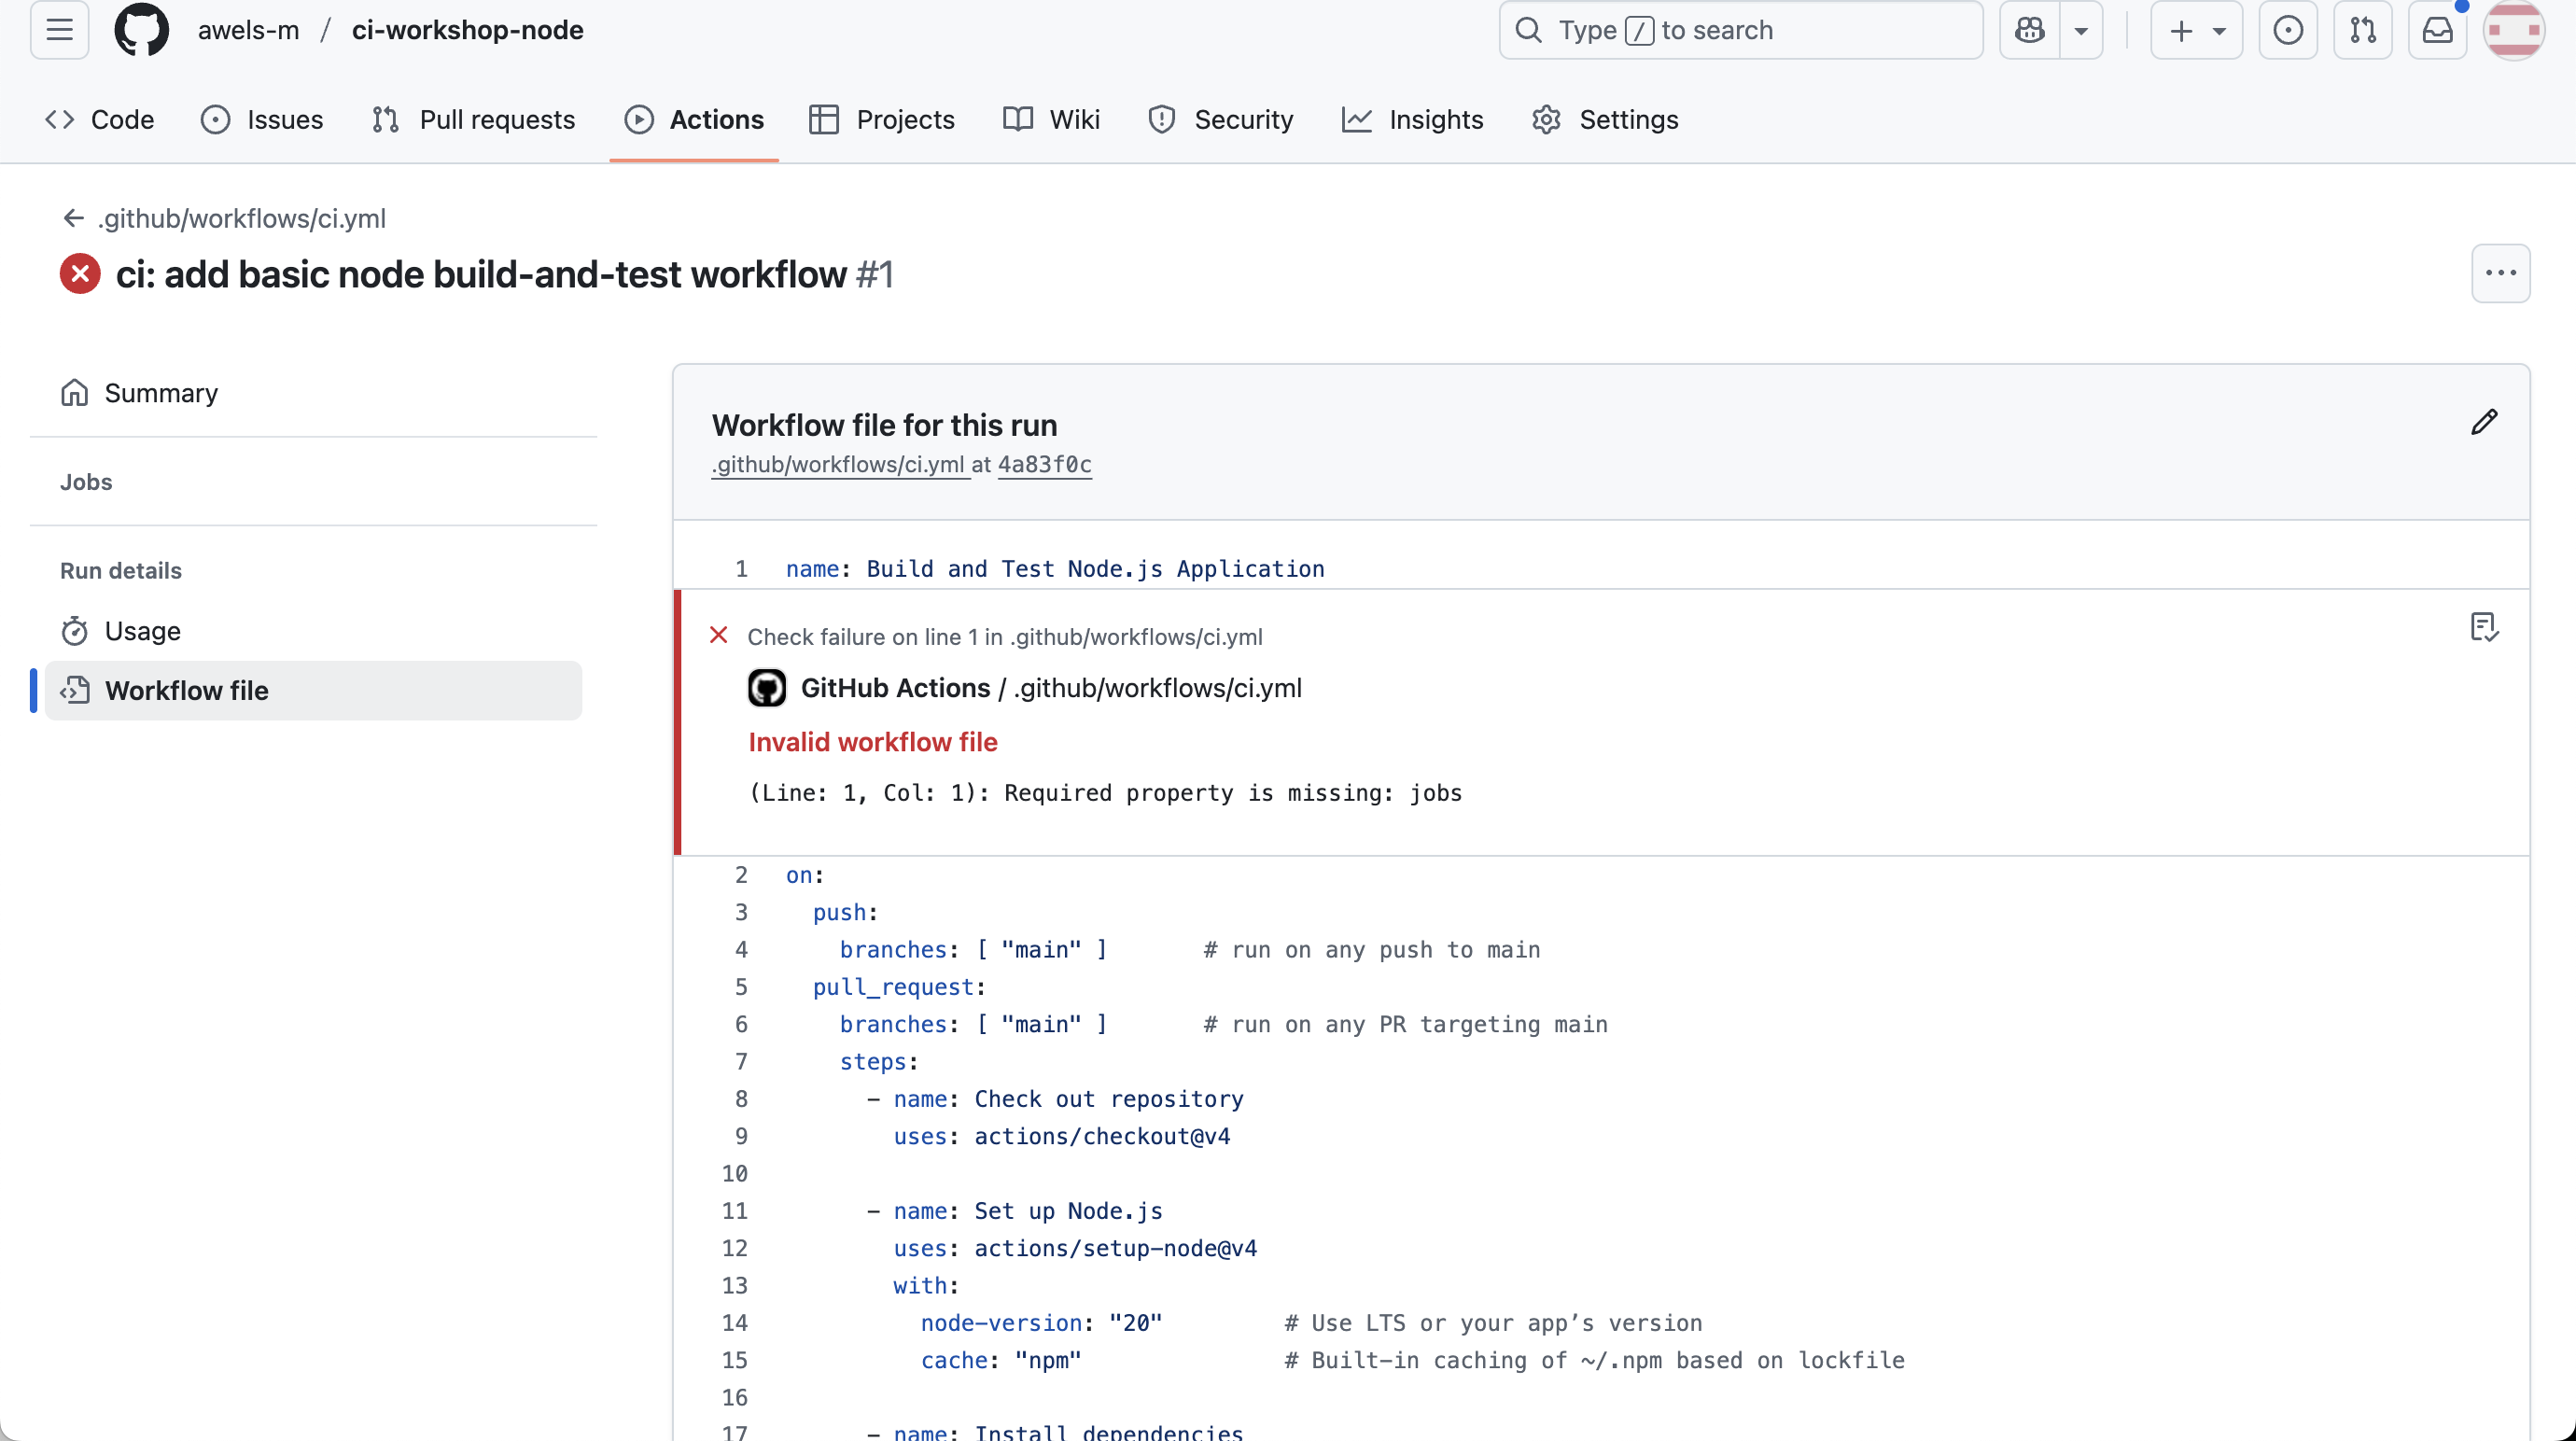 awels-m / ci-workshop-node
Type / to search
Code Issues Pull requests Actions Projects Wiki Security Insights Settings
.github/workflows/ci.yml
ci: add basic node build-and-test workflow #1
Summary
Jobs
Run details
Usage
Workflow file
Workflow file for this run
.github/workflows/ci.yml at 4a83f0c
1 name: Build and Test Node.js Application
Check failure on line 1 in .github/workflows/ci.yml
GitHub Actions / .github/workflows/ci.yml
Invalid workflow file
(Line: 1, Col: 1): Required property is missing: jobs
2 on:
3 push:
4 branches: [ "main" ] # run on any push to main
5 pull_request:
6 branches: [ "main" ] # run on any PR targeting main
7 steps:
8 - name: Check out repository
9 uses: actions/checkout@v4
10
11 - name: Set up Node.js
12 uses: actions/setup-node@v4
13 with:
14 node-version: "20" # Use LTS or your app’s version
15 cache: "npm" # Built-in caching of ~/.npm based on lockfile
16
17 - name: Install dependencies